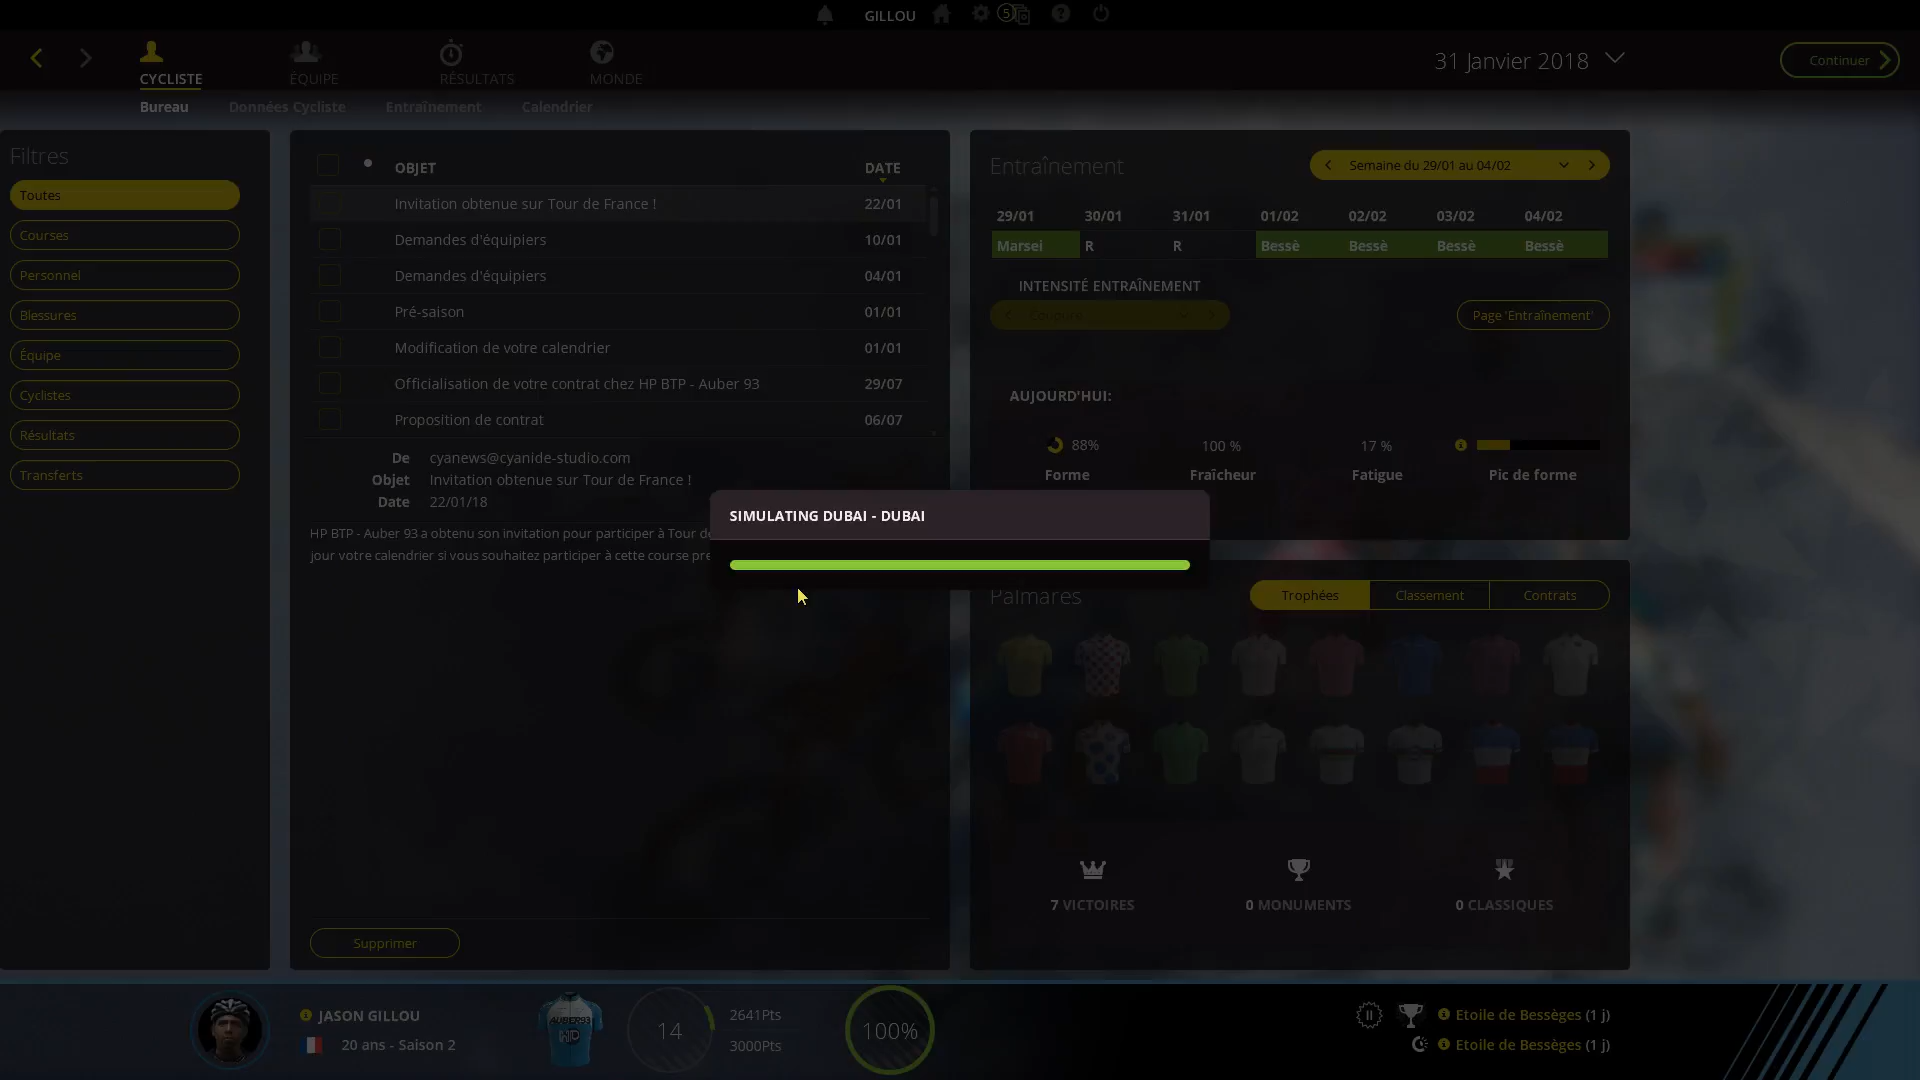 GILLOU
5
CYCLISTE
ÉQUIPE
RÉSULTATS
MONDE
31 Janvier 2018
Continuer
Bureau
Données Cycliste
Entraînement
Calendrier
Filtres
Toutes
Courses
Personnel
Blessures
Équipe
Cyclistes
Résultats
Transferts
OBJET DATE
Invitation obtenue sur Tour de France ! 22/01
Demandes d'équipiers 10/01
Demandes d'équipiers 04/01
Pré-saison 01/01
Modification de votre calendrier 01/01
Officialisation de votre contrat chez HP BTP - Auber 93 29/07
Proposition de contrat 06/07
De cyanews@cyanide-studio.com
Objet Invitation obtenue sur Tour de France !
Date 22/01/18
HP BTP - Auber 93 a obtenu son invitation pour participer à Tour
jour votre calendrier si vous souhaitez participer à cette course
Supprimer
Entraînement
Semaine du 29/01 au 04/02
29/01 30/01 31/01 01/02 02/02 03/02 04/02
Marsei R R Bessè Bessè Bessè Bessè
INTENSITÉ ENTRAÎNEMENT
Coupure
Page 'Entraînement'
AUJOURD'HUI:
88% 100 % 17 %
Forme Fraîcheur Fatigue Pic de forme
SIMULATING DUBAI - DUBAI
Palmares
Trophées Classement Contrats
7 VICTOIRES 0 MONUMENTS 0 CLASSIQUES
JASON GILLOU
20 ans - Saison 2
AUBER93
HP
14
2641Pts
3000Pts
100%
Etoile de Bessèges (1 j)
Etoile de Bessèges (1 j)